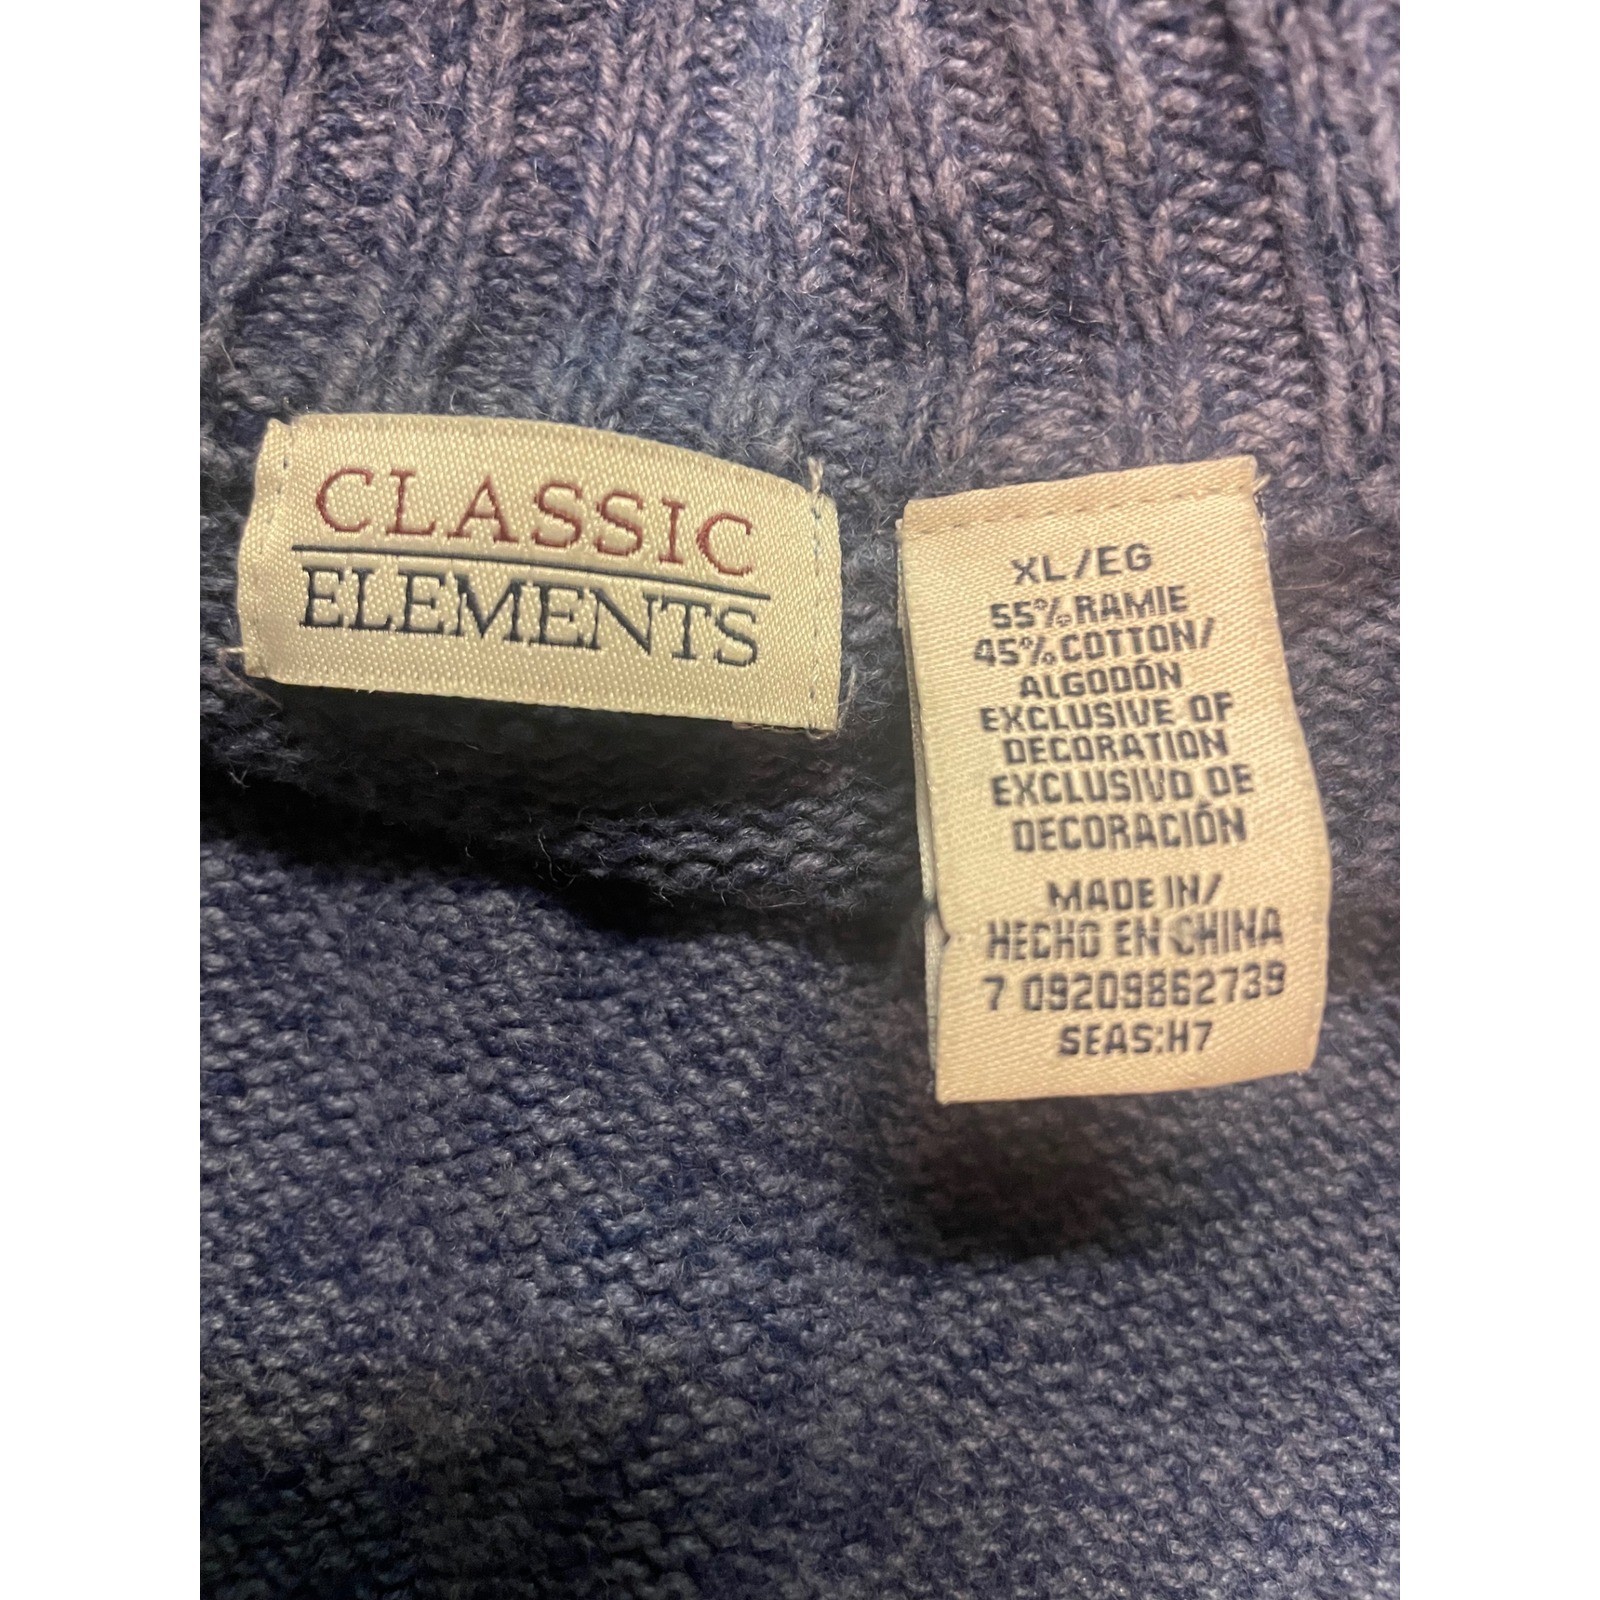 CLASSIC
ELEMENTS
XL/EG
55% RAMIE
45% COTTON/
ALGODÓN
EXCLUSIVE OF
DECORATION
EXCLUSIVO DE
DECORACIÓN
MADE IN/
HECHO EN CHINA
7 09209862739
SEAS:H7